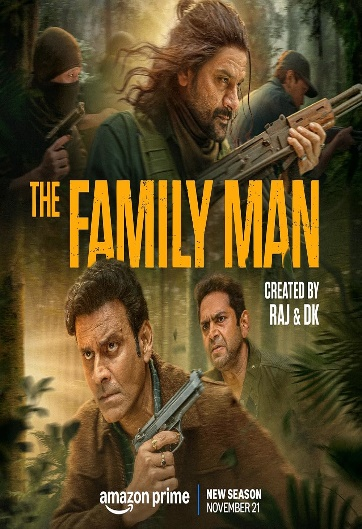 THE FAMILY MAN
CREATED BY
RAJ & DK
amazon prime
NEW SEASON
NOVEMBER 21